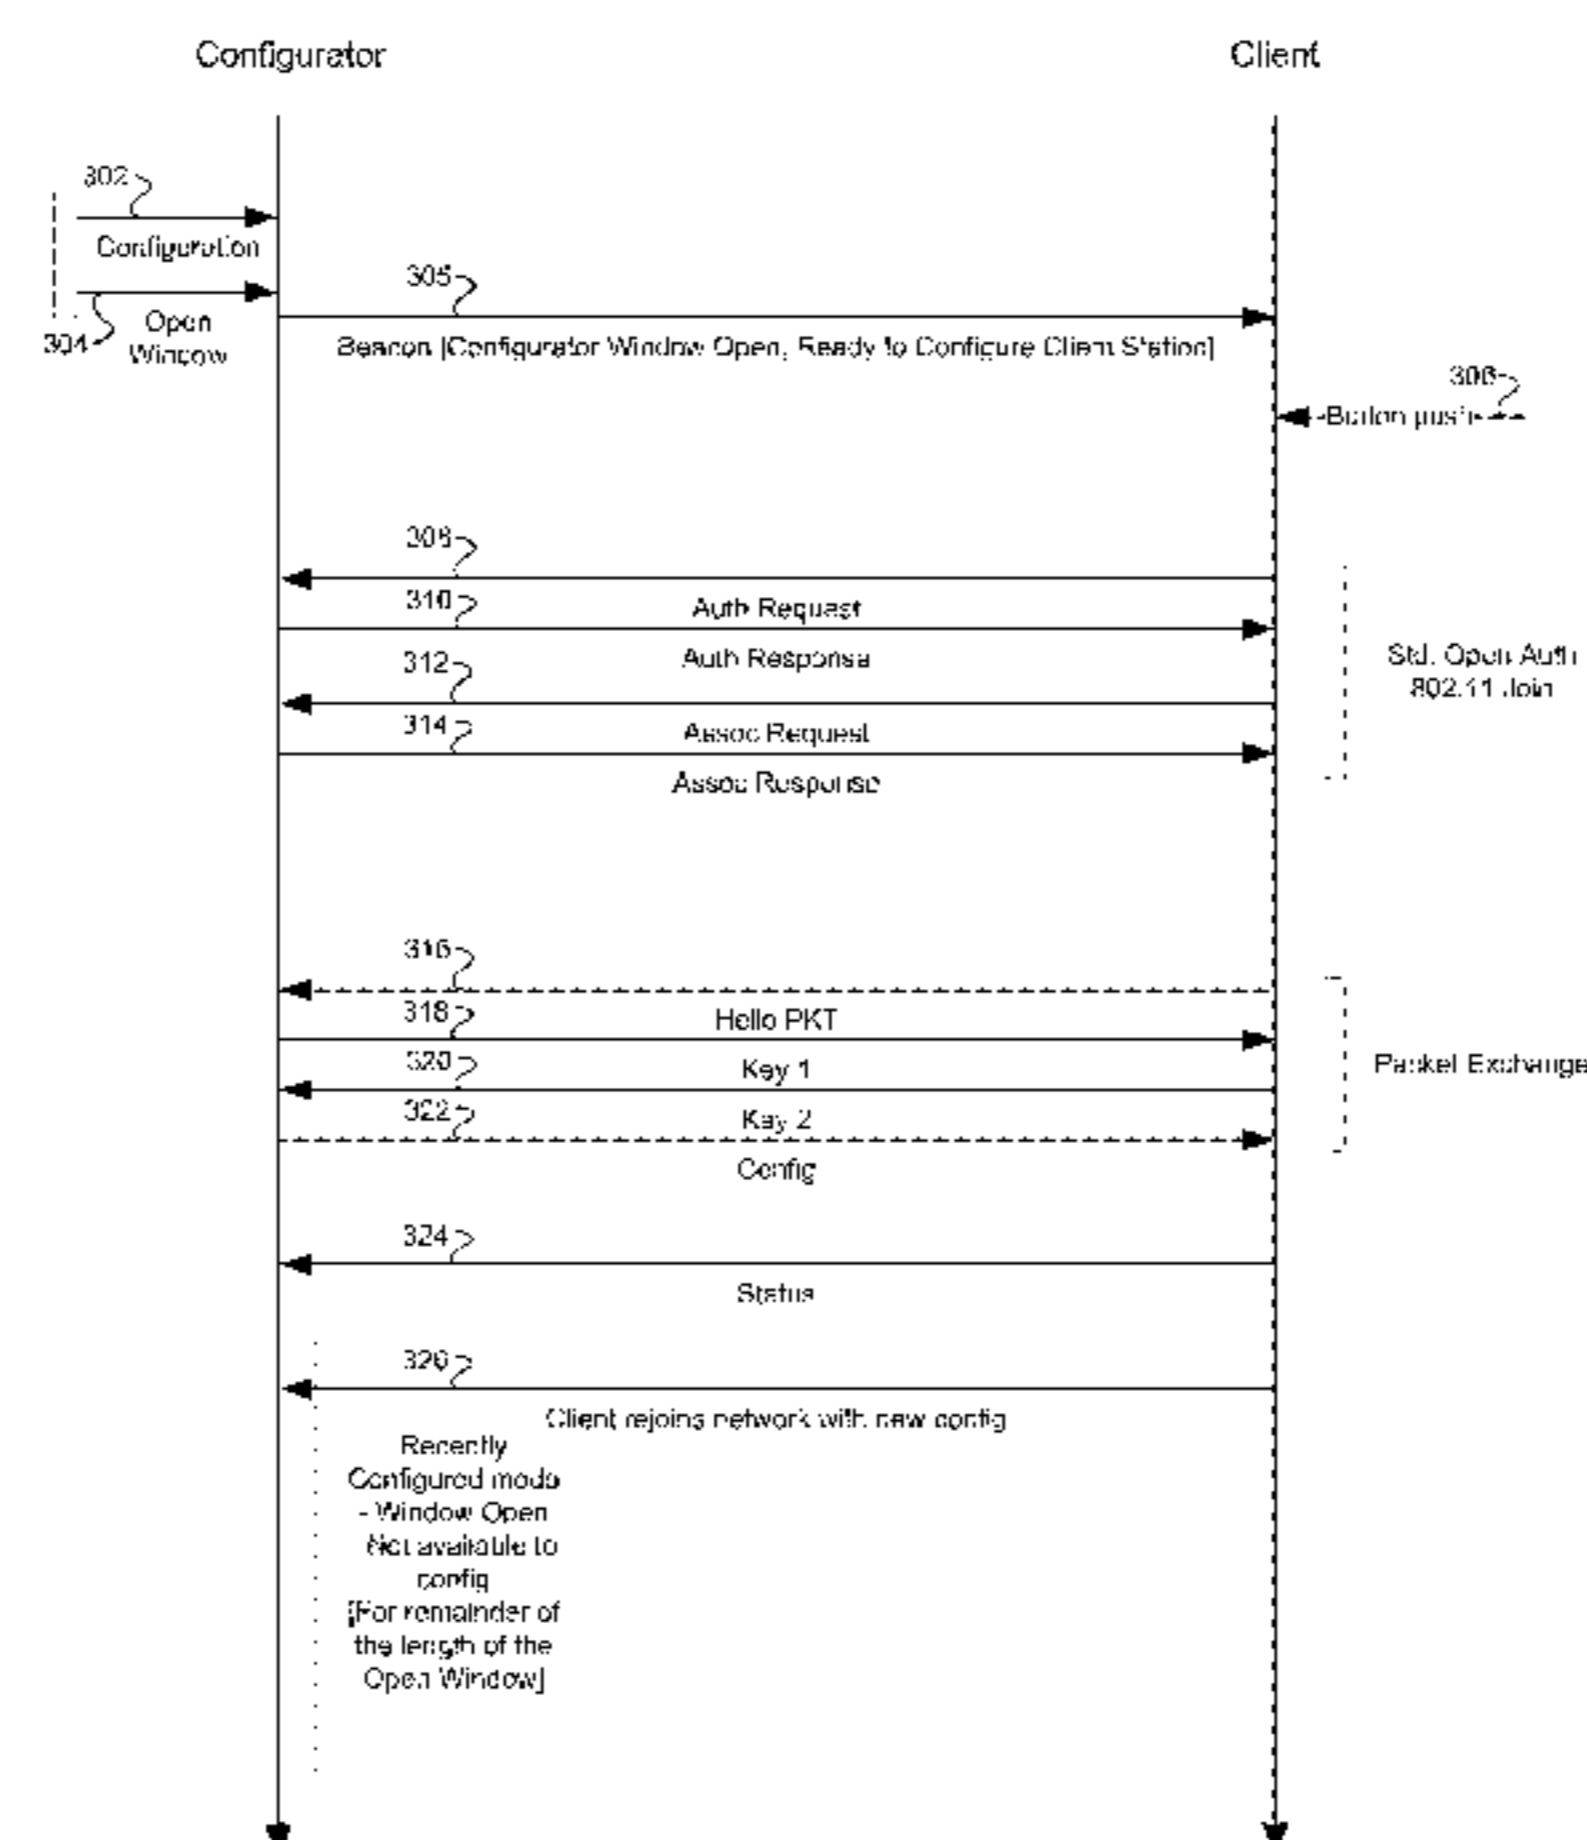 Configurator
Client
302
Configuration
304
Open
Window
305
Beacon [Configurator Window Open, Ready to Configure Client Station]
306
Button push
308
Auth Request
310
Auth Response
312
Assoc Request
314
Assoc Response
Std. Open Auth
802.11 Join
316
Hello PKT
318
Key 1
320
Key 2
322
Config
Packet Exchange
324
Status
326
Client rejoins network with new config
Recently
Configured mode
- Window Open
Not available to
config
[For remainder of
the length of the
Open Window]